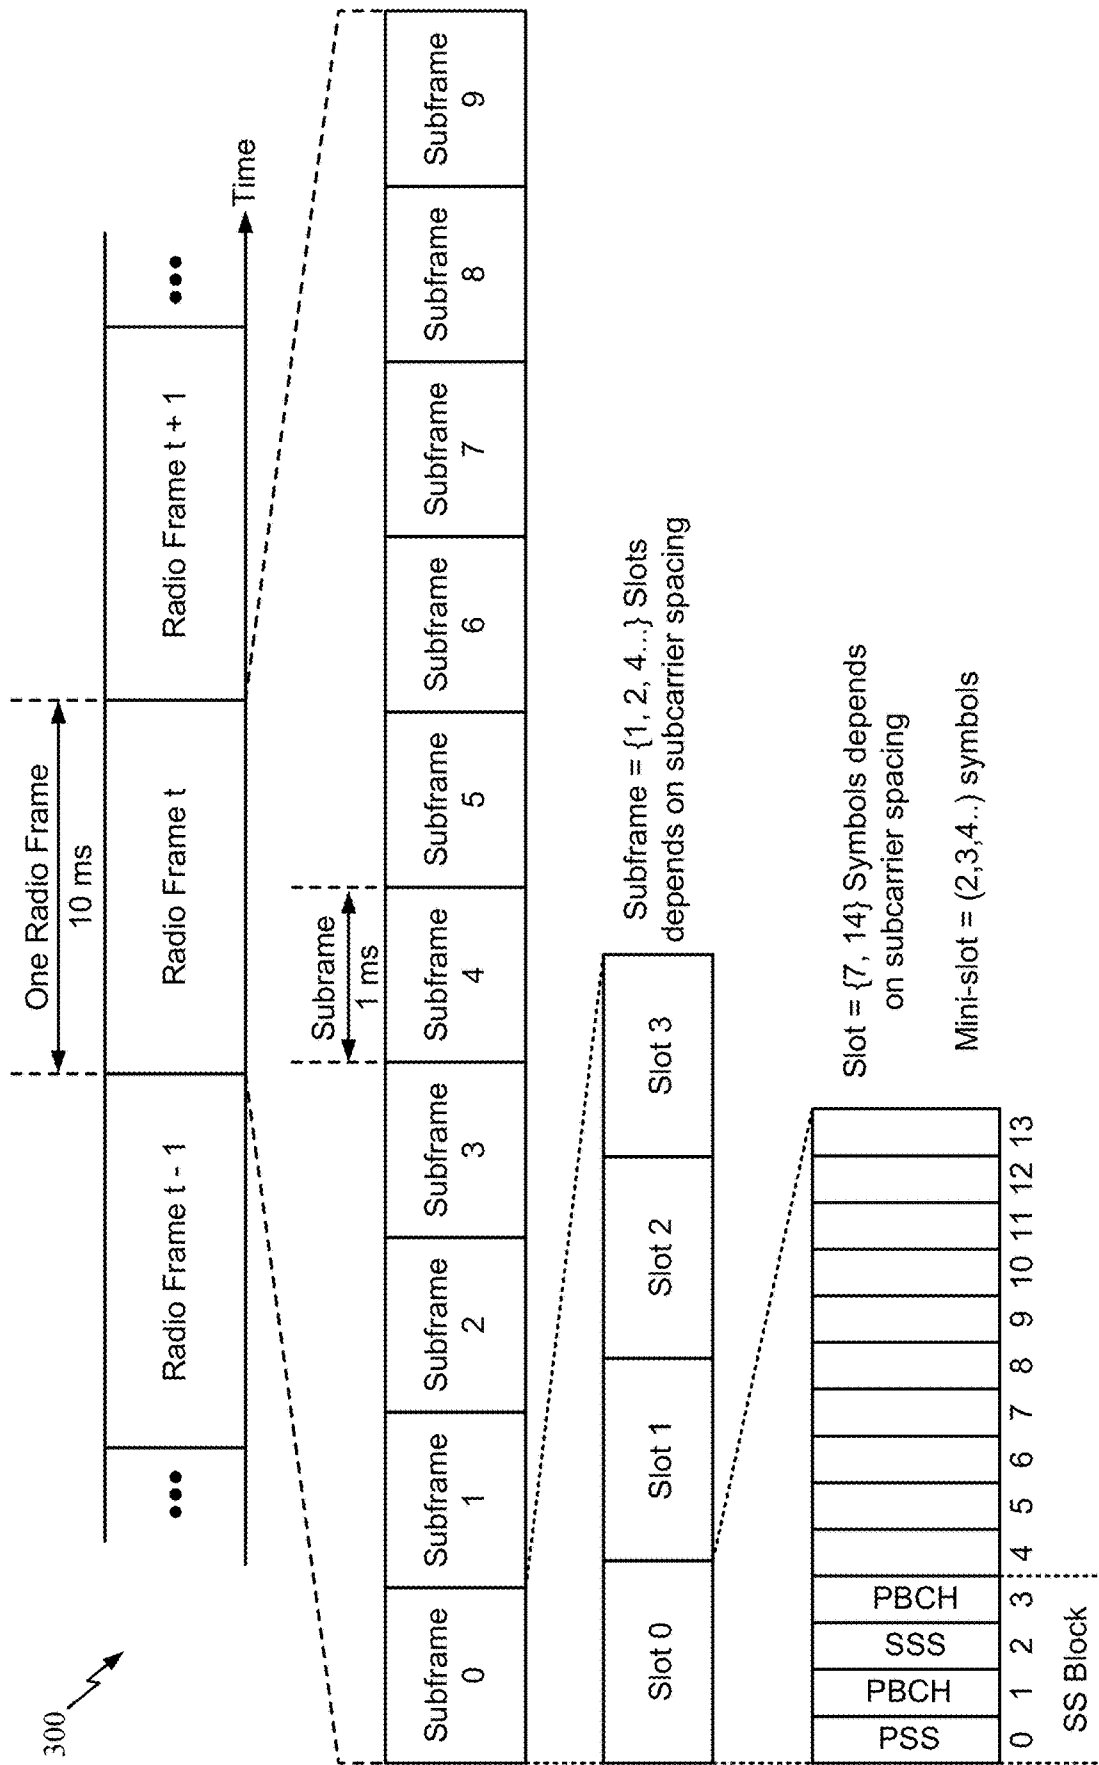 300
One Radio Frame
10 ms
•••
Radio Frame t - 1
Radio Frame t
Radio Frame t + 1
•••
Time
Subrame
1 ms
Subframe
0
Subframe
1
Subframe
2
Subframe
3
Subframe
4
Subframe
5
Subframe
6
Subframe
7
Subframe
8
Subframe
9
Slot 0
Slot 1
Slot 2
Slot 3
Subframe = {1, 2, 4...} Slots
depends on subcarrier spacing
PSS
PBCH
SSS
PBCH
0 1 2 3 4 5 6 7 8 9 10 11 12 13
SS Block
Slot = {7, 14} Symbols depends
on subcarrier spacing
Mini-slot = (2,3,4..) symbols